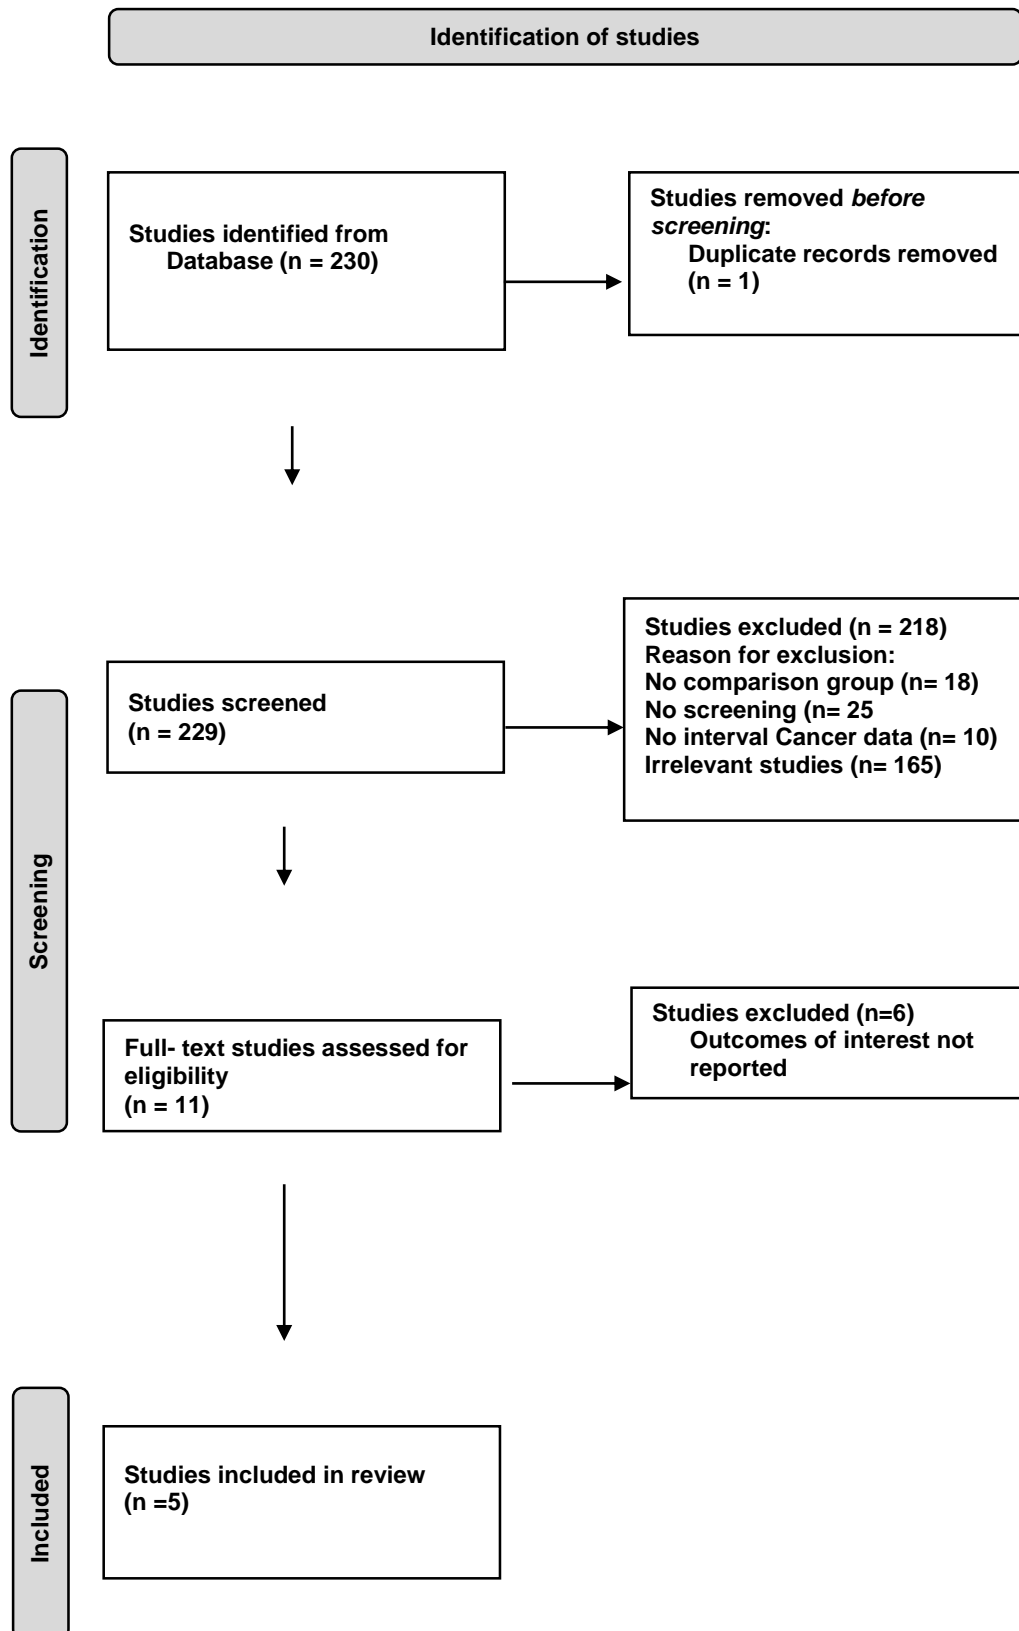 Identification of studies
Identification
Studies identified from
Database (n = 230)
Studies removed before
screening:
Duplicate records removed
(n = 1)
Screening
Studies screened
(n = 229)
Studies excluded (n = 218)
Reason for exclusion:
No comparison group (n= 18)
No screening (n= 25
No interval Cancer data (n= 10)
Irrelevant studies (n= 165)
Full- text studies assessed for
eligibility
(n = 11)
Studies excluded (n=6)
Outcomes of interest not
reported
Included
Studies included in review
(n =5)